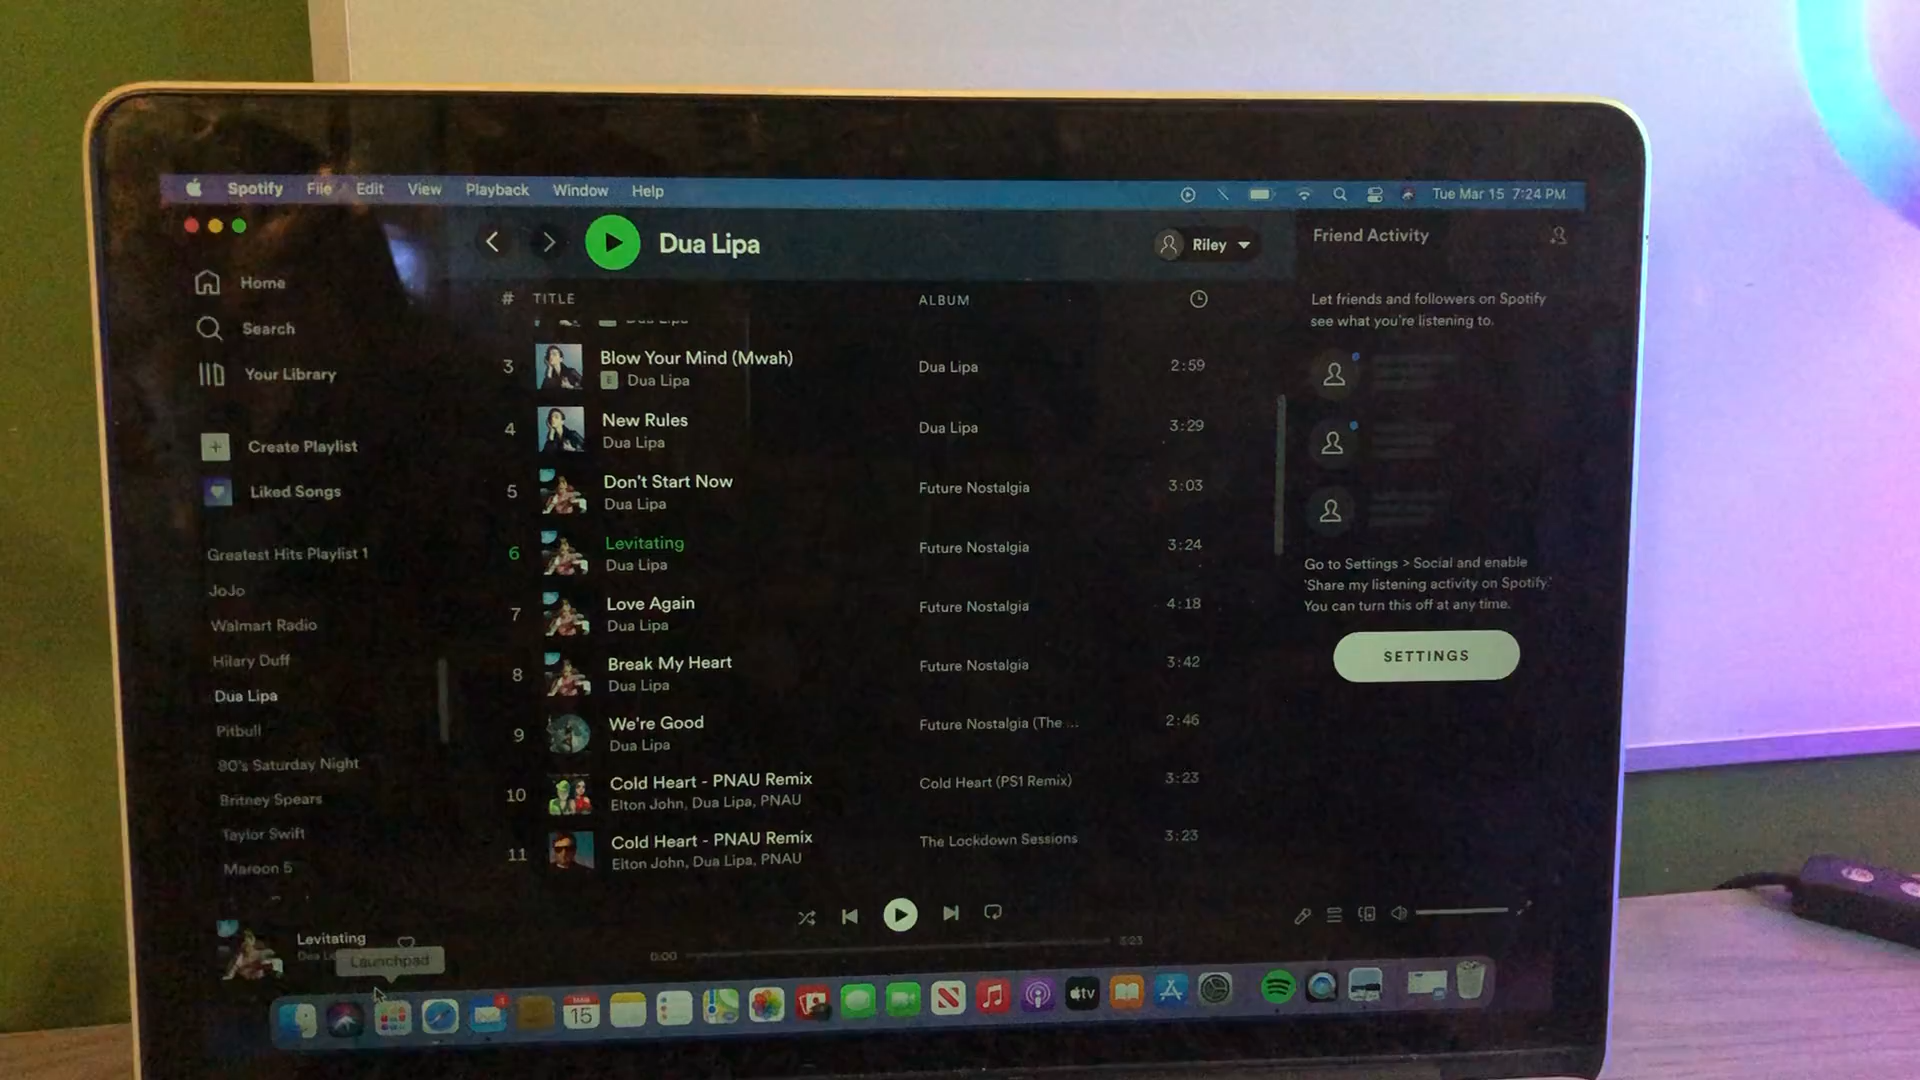 Spotify File Edit View Playback Window Help
Tue Mar 15 7:24 PM
Dua Lipa
Riley
Friend Activity
Home
Search
Your Library
Create Playlist
Liked Songs
Greatest Hits Playlist 1
JoJo
Walmart Radio
Hilary Duff
Dua Lipa
Pitbull
80's Saturday Night
Britney Spears
Taylor Swift
Maroon 5
# TITLE ALBUM
Dua Lipa
3 Blow Your Mind (Mwah) Dua Lipa 2:59
E Dua Lipa
4 New Rules Dua Lipa 3:29
Dua Lipa
5 Don't Start Now Future Nostalgia 3:03
Dua Lipa
6 Levitating Future Nostalgia 3:24
Dua Lipa
7 Love Again Future Nostalgia 4:18
Dua Lipa
8 Break My Heart Future Nostalgia 3:42
Dua Lipa
9 We're Good Future Nostalgia (The ... 2:46
Dua Lipa
10 Cold Heart - PNAU Remix Cold Heart (PS1 Remix) 3:23
Elton John, Dua Lipa, PNAU
11 Cold Heart - PNAU Remix The Lockdown Sessions 3:23
Elton John, Dua Lipa, PNAU
Let friends and followers on Spotify
see what you're listening to.
Go to Settings > Social and enable
'Share my listening activity on Spotify.'
You can turn this off at any time.
SETTINGS
Levitating
Dua Li
Launchpad
0:00 3:23
MAR
15
tv